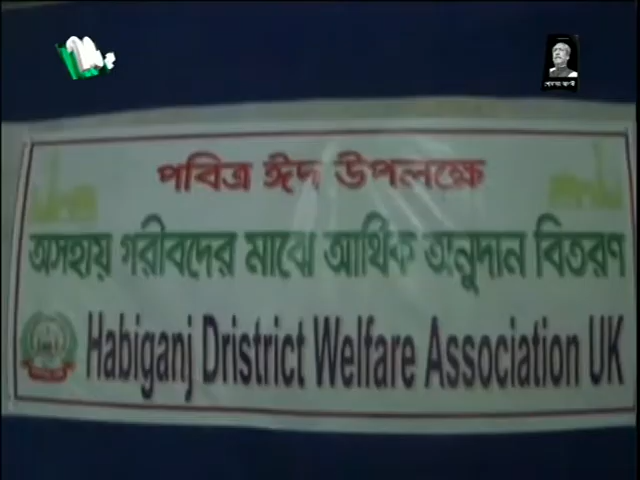 পবিত্র ঈদ উপলক্ষে
অসহায় গরীবদের মাঝে আর্থিক অনুদান বিতরণ
Habiganj Dristrict Welfare Association UK